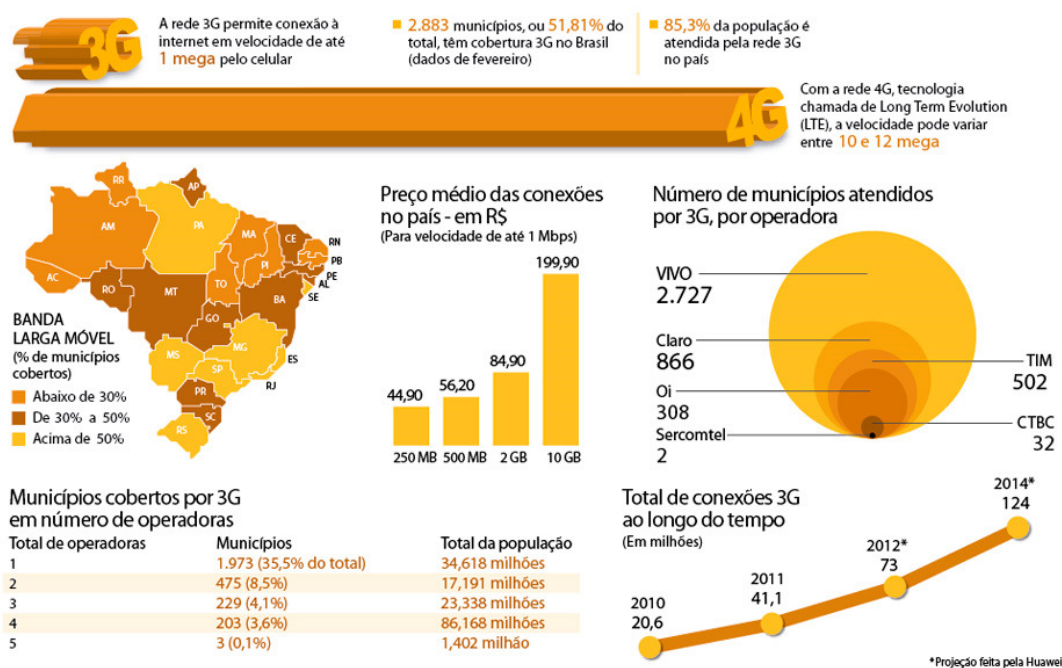 3G
A rede 3G permite conexão à
internet em velocidade de até
1 mega pelo celular
2.883 municípios, ou 51,81% do
total, têm cobertura 3G no Brasil
(dados de fevereiro)
85,3% da população é
atendida pela rede 3G
no país
4G
Com a rede 4G, tecnologia
chamada de Long Term Evolution
(LTE), a velocidade pode variar
entre 10 e 12 mega
RR
AP
AM
PA
MA
CE
RN
PB
PE
AL
SE
PI
AC
RO
MT
TO
BA
GO
MG
ES
MS
SP
RJ
PR
SC
RS
BANDA
LARGA MÓVEL
(% de municípios
cobertos)
Abaixo de 30%
De 30% a 50%
Acima de 50%
Preço médio das conexões
no país - em R$
(Para velocidade de até 1 Mbps)
44,90
56,20
84,90
199,90
250 MB
500 MB
2 GB
10 GB
Número de municípios atendidos
por 3G, por operadora
VIVO
2.727
Claro
866
TIM
502
Oi
308
CTBC
32
Sercomtel
2
Municípios cobertos por 3G
em número de operadoras
Total de operadoras Municípios Total da população
1 1.973 (35,5% do total) 34,618 milhões
2 475 (8,5%) 17,191 milhões
3 229 (4,1%) 23,338 milhões
4 203 (3,6%) 86,168 milhões
5 3 (0,1%) 1,402 milhão
Total de conexões 3G
ao longo do tempo
(Em milhões)
2010
20,6
2011
41,1
2012*
73
2014*
124
*Projeção feita pela Huawei